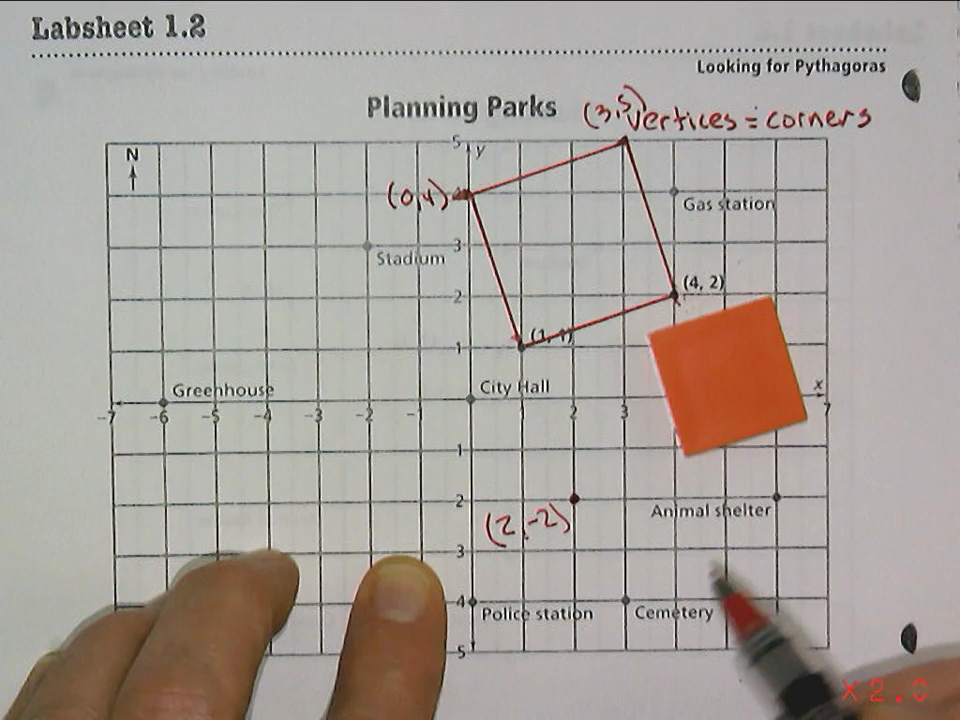 Labsheet 1.2
Looking for Pythagoras
Planning Parks
(3,5) vertices = corners
N
5 y
(0,4) 4
Gas station
3
Stadium
2
(4, 2)
(1, 1)
1
Greenhouse
City Hall
x
-7 -6 -5 -4 -3 -2 -1 2 3 7
1
2
Animal shelter
(2,-2)
3
4 Police station Cemetery
5
x2.0